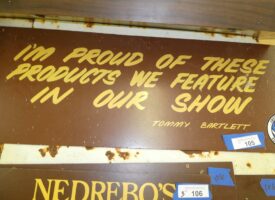 I'M PROUD OF THESE
PRODUCTS WE FEATURE
IN OUR SHOW
TOMMY BARTLETT
105
NEDREBO'S
106